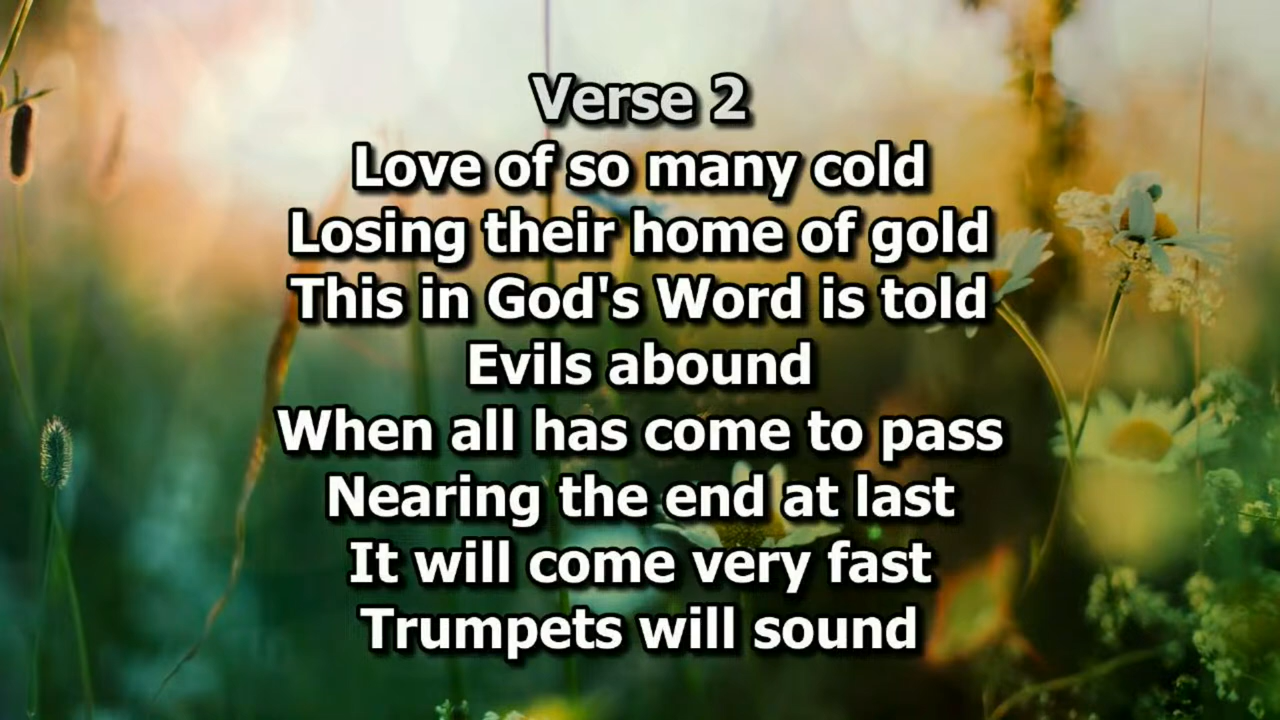 Verse 2
Love of so many cold
Losing their home of gold
This in God's Word is told
Evils abound
When all has come to pass
Nearing the end at last
It will come very fast
Trumpets will sound